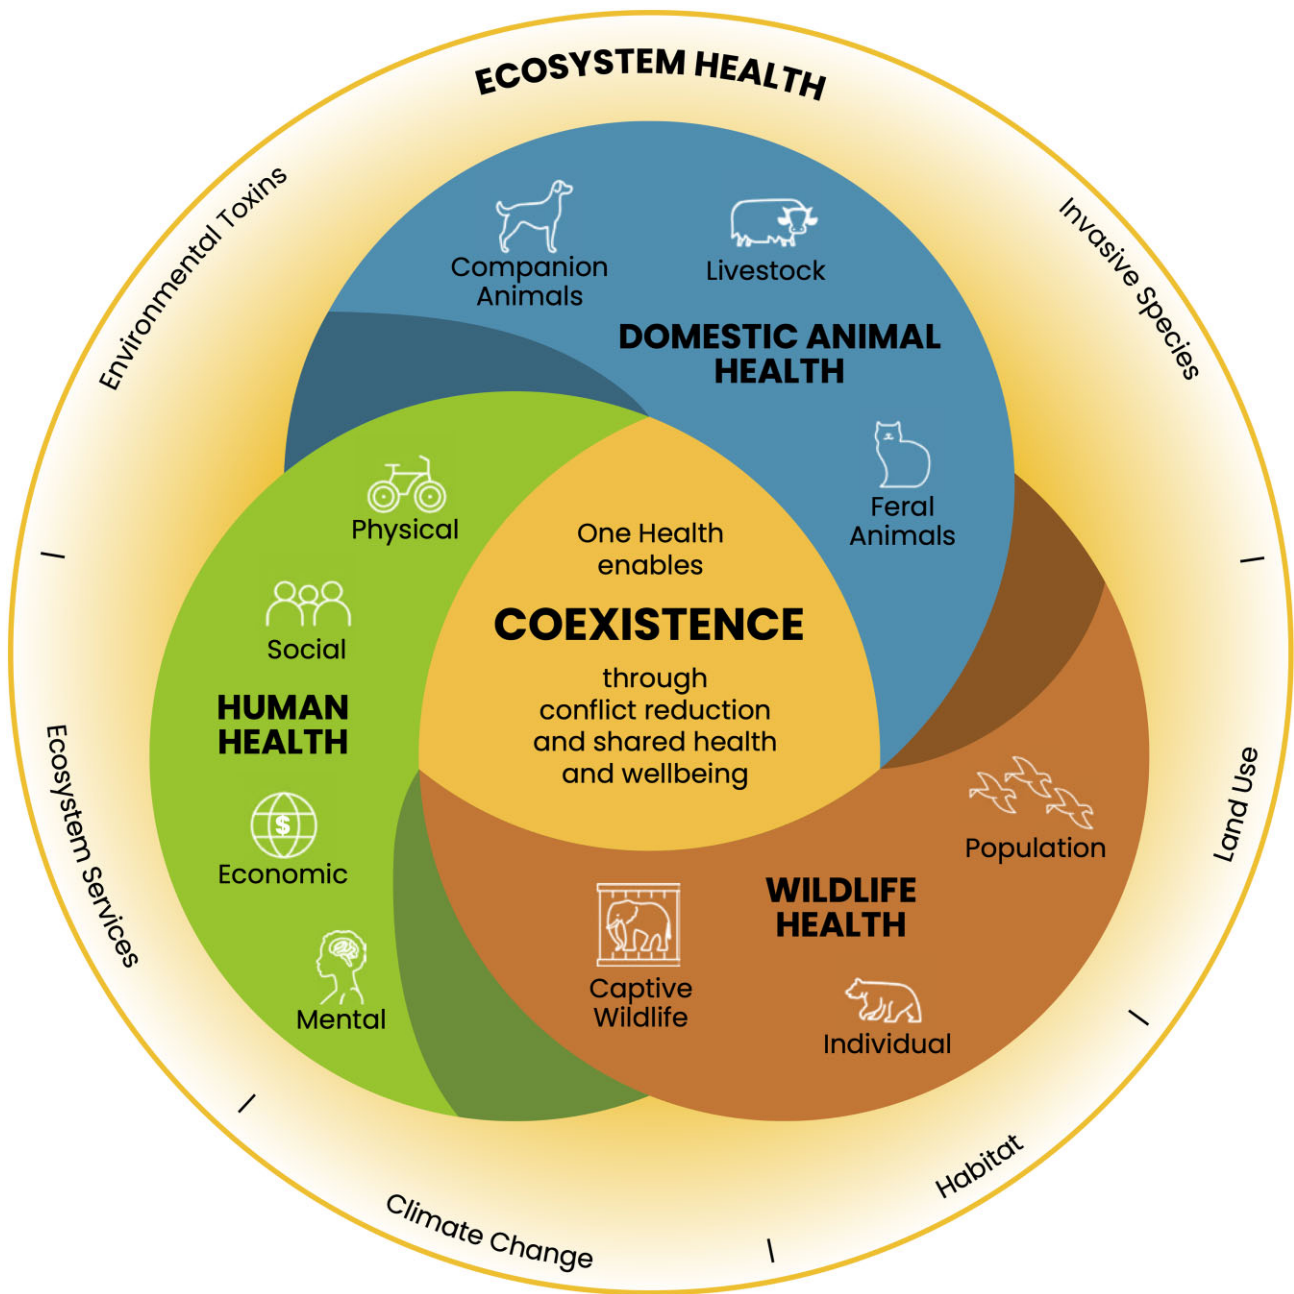 ECOSYSTEM HEALTH
Environmental Toxins
Invasive Species
Companion
Animals
Livestock
DOMESTIC ANIMAL
HEALTH
Feral
Animals
Physical
Social
HUMAN
HEALTH
Economic
$
Mental
One Health
enables
COEXISTENCE
through
conflict reduction
and shared health
and wellbeing
Population
WILDLIFE
HEALTH
Captive
Wildlife
Individual
Ecosystem Services
Land Use
Climate Change
Habitat